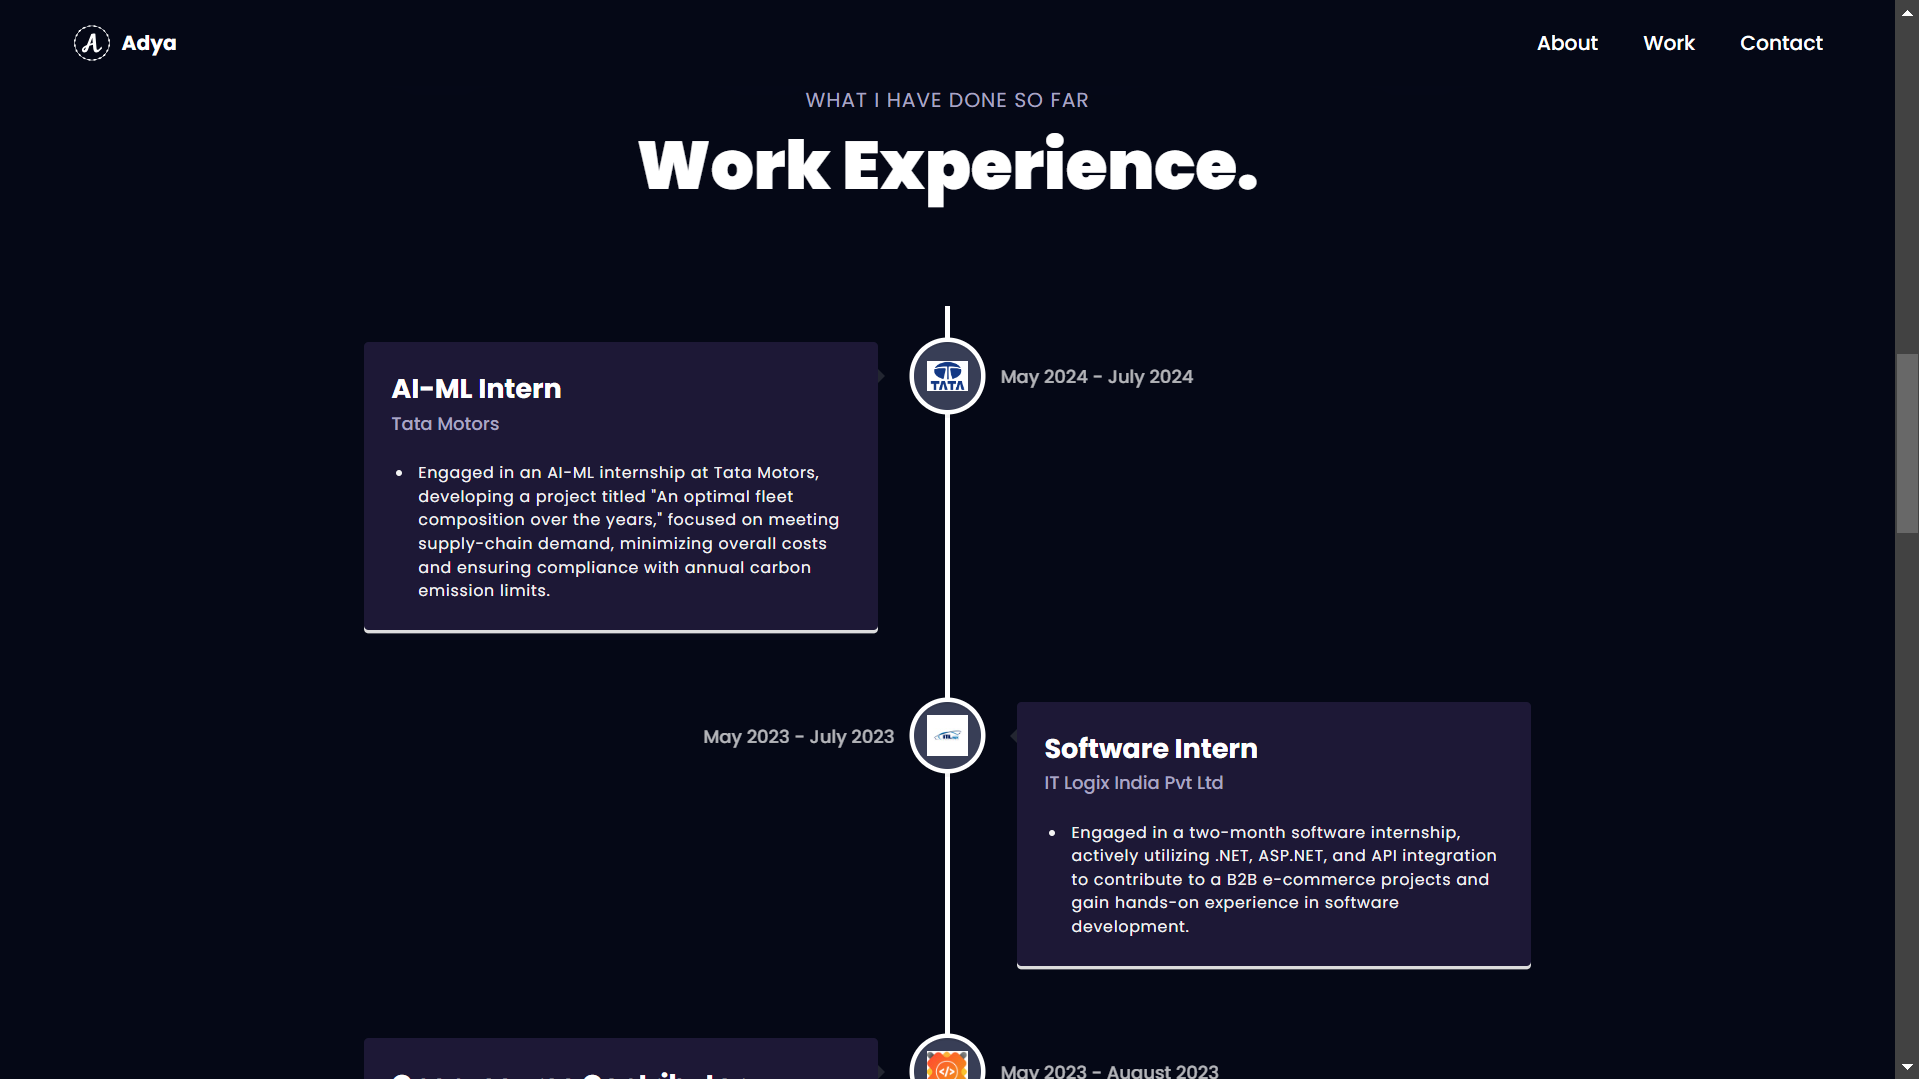 A Adya
About Work Contact
WHAT I HAVE DONE SO FAR
Work Experience.
AI-ML Intern
Tata Motors
• Engaged in an AI-ML internship at Tata Motors,
developing a project titled "An optimal fleet
composition over the years," focused on meeting
supply-chain demand, minimizing overall costs
and ensuring compliance with annual carbon
emission limits.
TATA
May 2024 - July 2024
May 2023 - July 2023
Software Intern
IT Logix India Pvt Ltd
• Engaged in a two-month software internship,
actively utilizing .NET, ASP.NET, and API integration
to contribute to a B2B e-commerce projects and
gain hands-on experience in software
development.
</>
May 2023 - August 2023